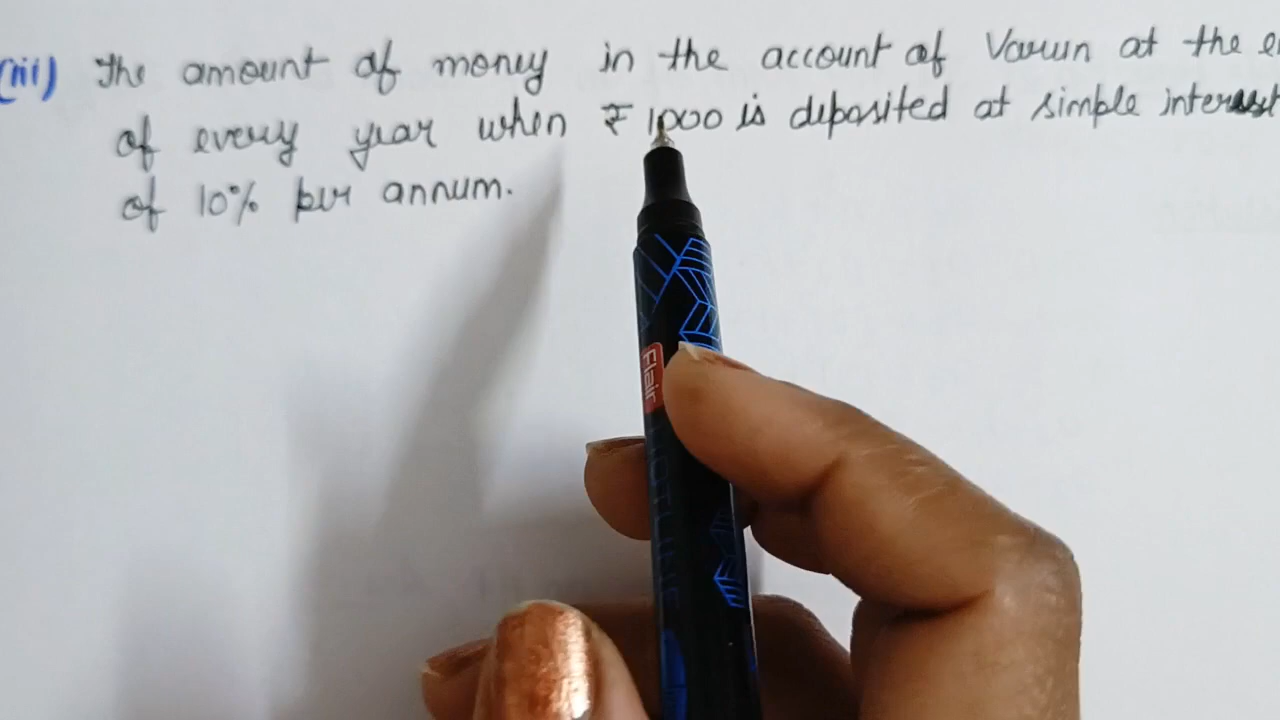 (iii) The amount of money in the account of Varun at the
of every year when ₹ 1000 is deposited at simple interest
of 10% per annum.
Flair